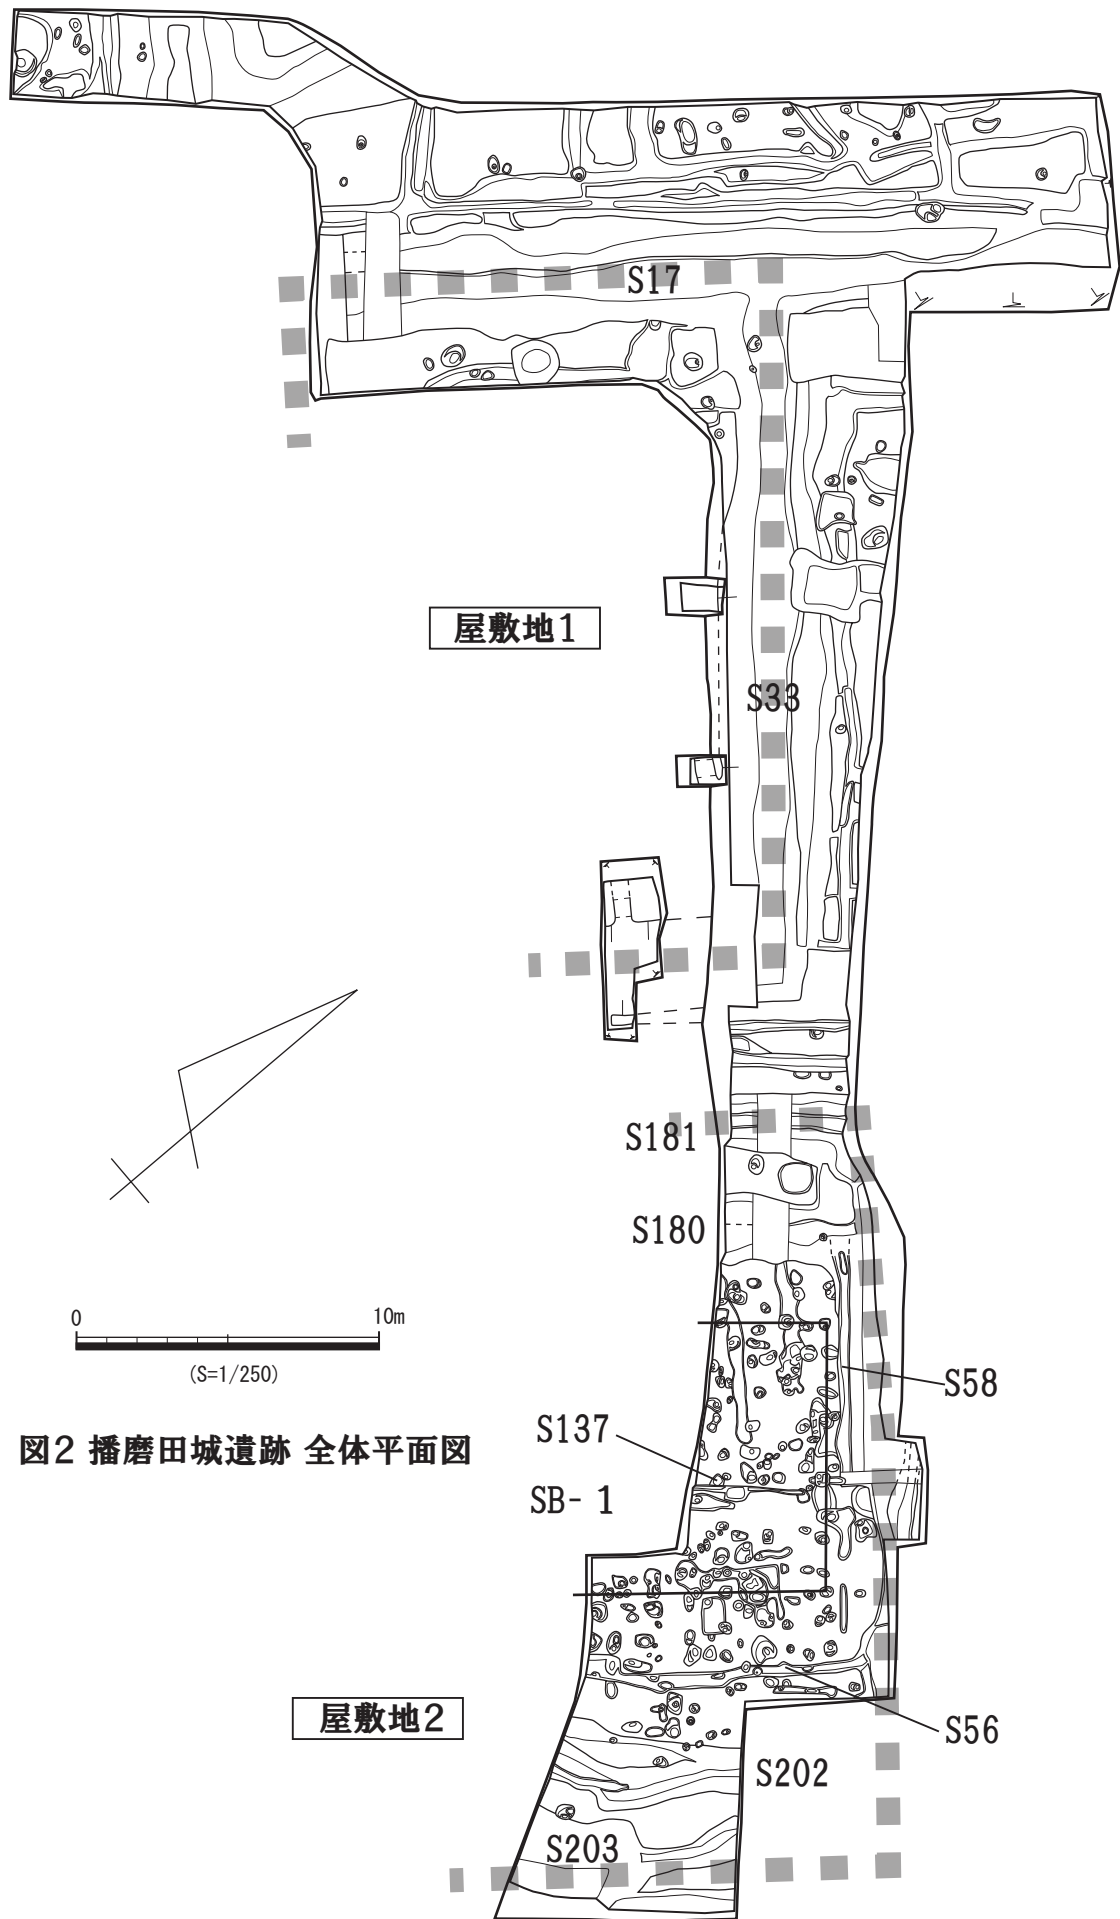 S17
屋敷地1
S33
S181
S180
0 10m
(S=1/250)
S58
図2 播磨田城遺跡 全体平面図
S137
SB- 1
屋敷地2
S56
S202
S203